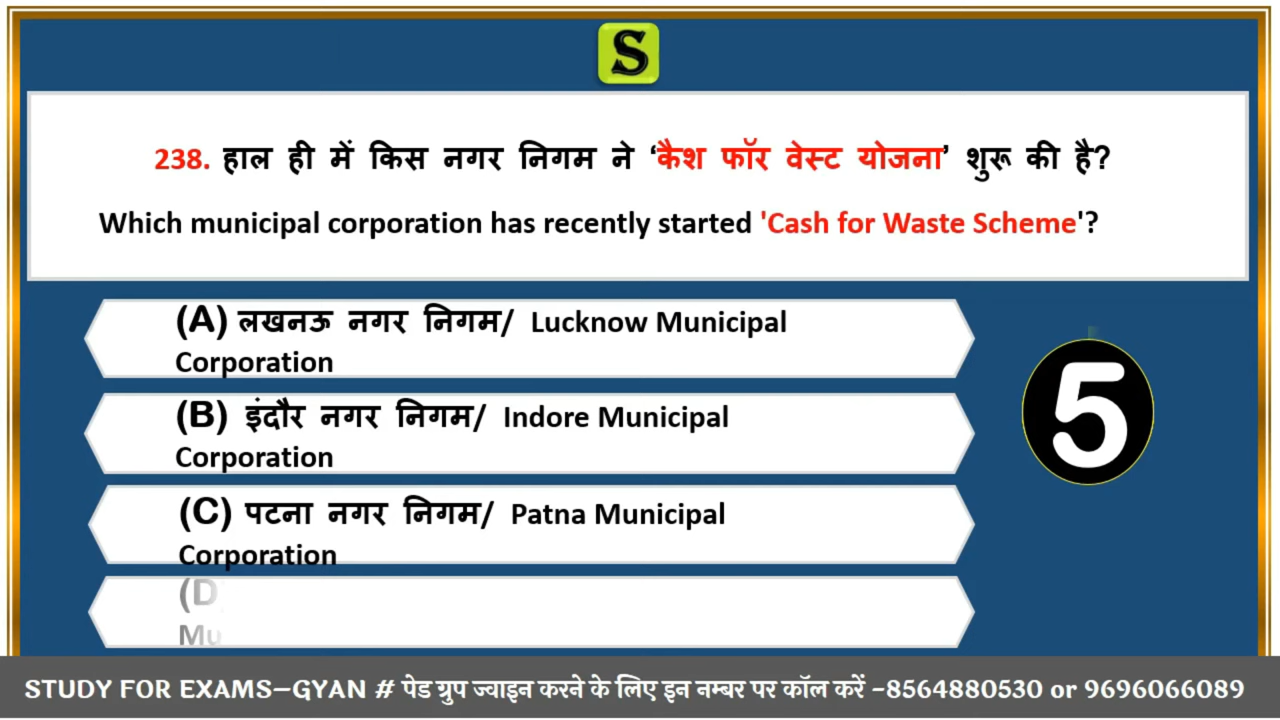 S
238. हाल ही में किस नगर निगम ने ‘कैश फॉर वेस्ट योजना’ शुरू की है?
Which municipal corporation has recently started 'Cash for Waste Scheme'?
(A) लखनऊ नगर निगम/ Lucknow Municipal
Corporation
(B) इंदौर नगर निगम/ Indore Municipal
Corporation
5
(C) पटना नगर निगम/ Patna Municipal
Corporation
(D
Mu
STUDY FOR EXAMS–GYAN # पेड ग्रुप ज्वाइन करने के लिए इन नम्बर पर कॉल करें –8564880530 or 9696066089